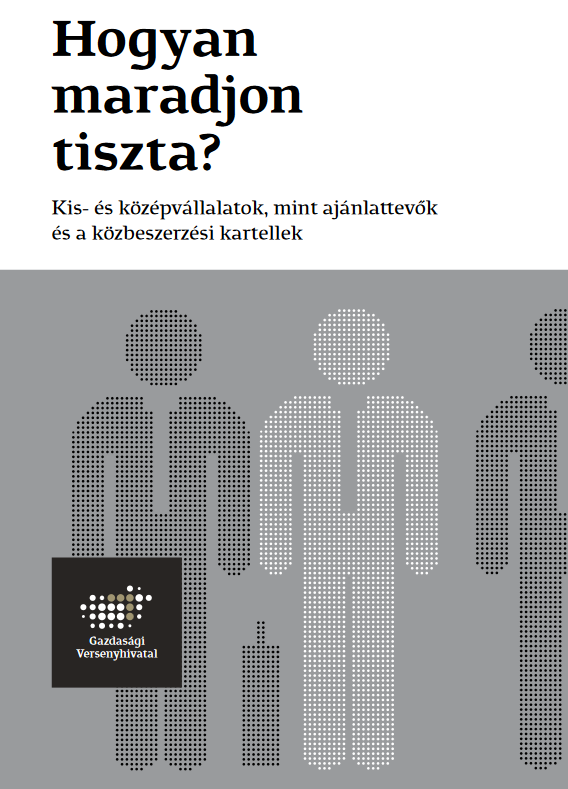 Hogyan
maradjon
tiszta?
Kis- és középvállalatok, mint ajánlattevők
és a közbeszerzési kartellek
Gazdasági
Versenyhivatal